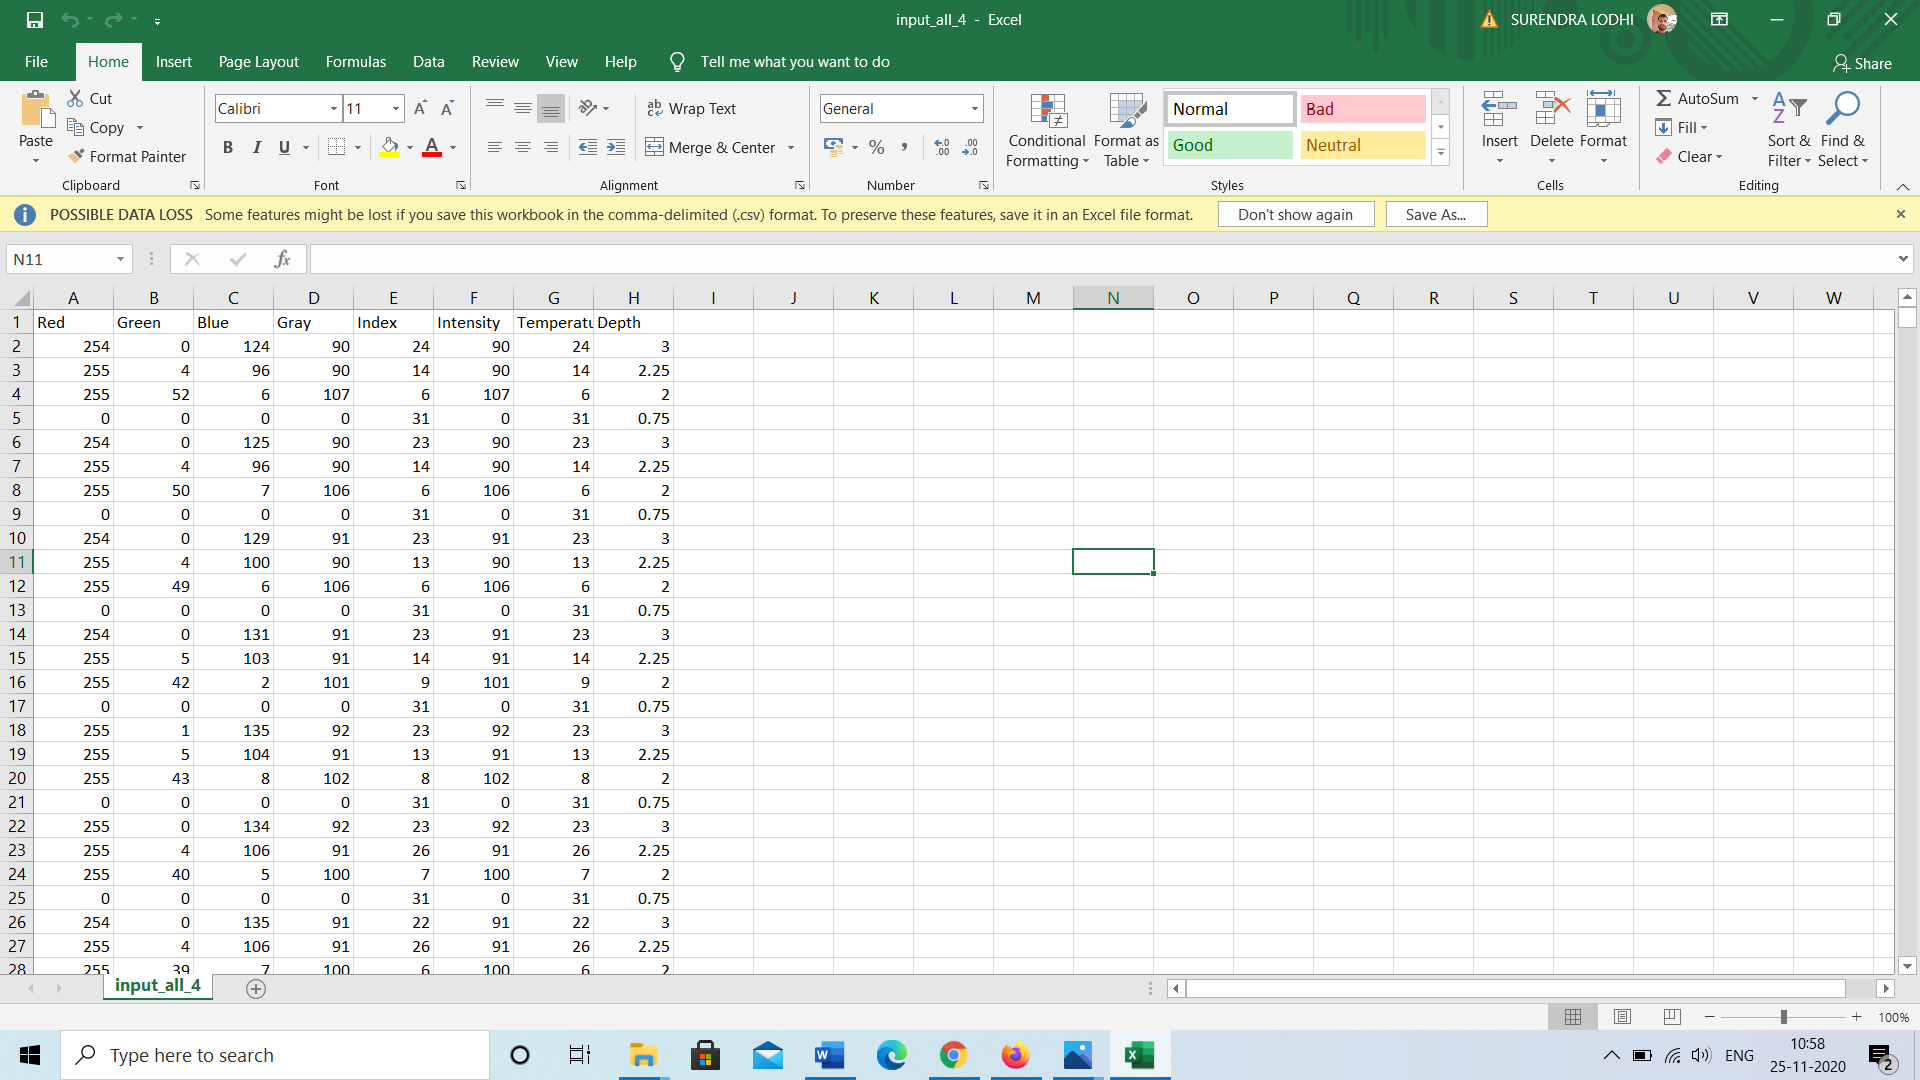 input_all_4 - Excel
SURENDRA LODHI
File Home Insert Page Layout Formulas Data Review View Help Tell me what you want to do
Share
Paste
Cut
Copy
Format Painter
Clipboard
Calibri 11
B I U
Font
Wrap Text
Merge & Center
Alignment
General
Number
Conditional Formatting
Format as Table
Normal Bad
Good Neutral
Styles
Insert Delete Format
Cells
AutoSum
Fill
Clear
Sort & Filter
Find & Select
Editing
POSSIBLE DATA LOSS Some features might be lost if you save this workbook in the comma-delimited (.csv) format. To preserve these features, save it in an Excel file format. Don't show again Save As...
N11 fx
A B C D E F G H I J K L M N O P Q R S T U V W
1 Red Green Blue Gray Index Intensity Temperatu Depth
2 254 0 124 90 24 90 24 3
3 255 4 96 90 14 90 14 2.25
4 255 52 6 107 6 107 6 2
5 0 0 0 0 31 0 31 0.75
6 254 0 125 90 23 90 23 3
7 255 4 96 90 14 90 14 2.25
8 255 50 7 106 6 106 6 2
9 0 0 0 0 31 0 31 0.75
10 254 0 129 91 23 91 23 3
11 255 4 100 90 13 90 13 2.25
12 255 49 6 106 6 106 6 2
13 0 0 0 0 31 0 31 0.75
14 254 0 131 91 23 91 23 3
15 255 5 103 91 14 91 14 2.25
16 255 42 2 101 9 101 9 2
17 0 0 0 0 31 0 31 0.75
18 255 1 135 92 23 92 23 3
19 255 5 104 91 13 91 13 2.25
20 255 43 8 102 8 102 8 2
21 0 0 0 0 31 0 31 0.75
22 255 0 134 92 23 92 23 3
23 255 4 106 91 26 91 26 2.25
24 255 40 5 100 7 100 7 2
25 0 0 0 0 31 0 31 0.75
26 254 0 135 91 22 91 22 3
27 255 4 106 91 26 91 26 2.25
28 255 39 7 100 6 100 6 2
input_all_4
100%
Type here to search
ENG
10:58
25-11-2020
2